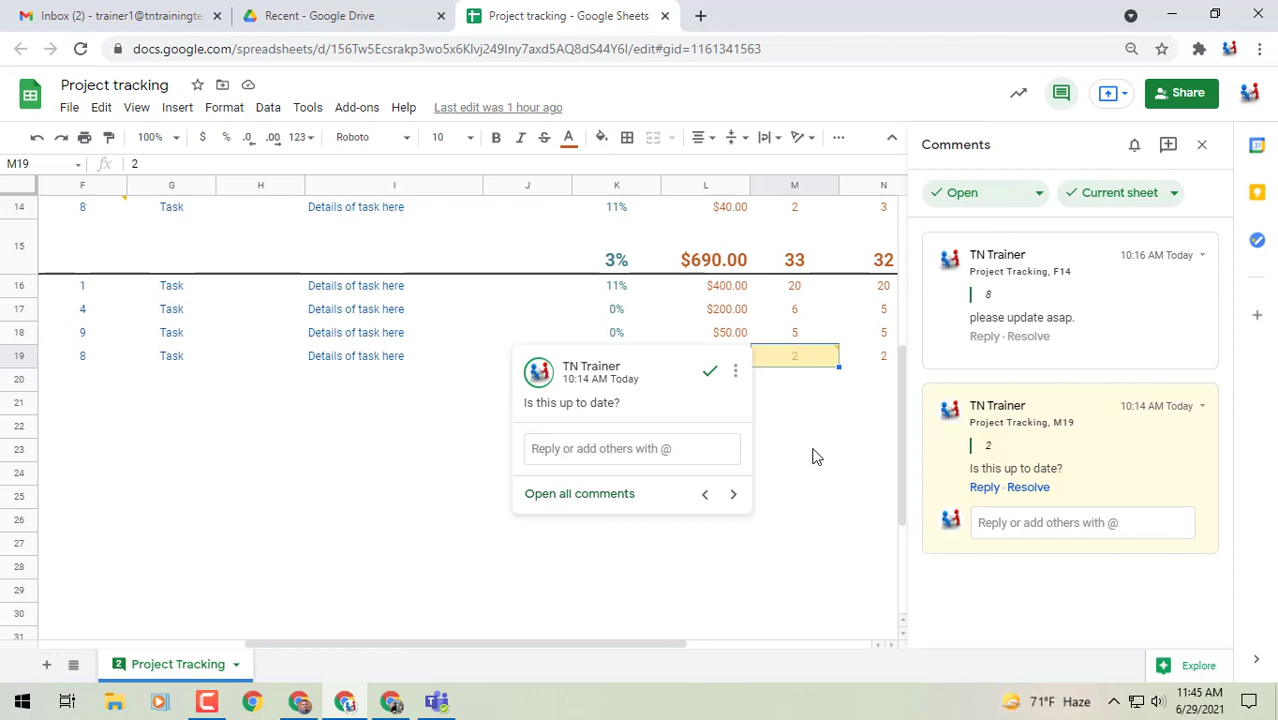 Inbox (2) - trainer1@tntrainingte
Recent - Google Drive
Project tracking - Google Sheets
docs.google.com/spreadsheets/d/156Tw5Ecsrakp3wo5x6Klvj249Iny7axd5AQ8dS44Y6I/edit#gid=1161341563
Project tracking
File Edit View Insert Format Data Tools Add-ons Help Last edit was 1 hour ago
Share
100% $ % .0 .00 123 Roboto 10 B I S A
M19 fx 2
F G H I J K L M N
14 8 Task Details of task here 11% $40.00 2 3
15 3% $690.00 33 32
16 1 Task Details of task here 11% $400.00 20 20
17 4 Task Details of task here 0% $200.00 6 5
18 9 Task Details of task here 0% $50.00 5 5
19 8 Task Details of task here 2 2
20
21
22
23
24
25
26
27
28
29
30
31
TN Trainer
10:14 AM Today
Is this up to date?
Reply or add others with @
Open all comments
Comments
Open Current sheet
TN Trainer 10:16 AM Today
Project Tracking, F14
8
please update asap.
Reply · Resolve
TN Trainer 10:14 AM Today
Project Tracking, M19
2
Is this up to date?
Reply · Resolve
Reply or add others with @
2 Project Tracking
Explore
71°F Haze
11:45 AM
6/29/2021